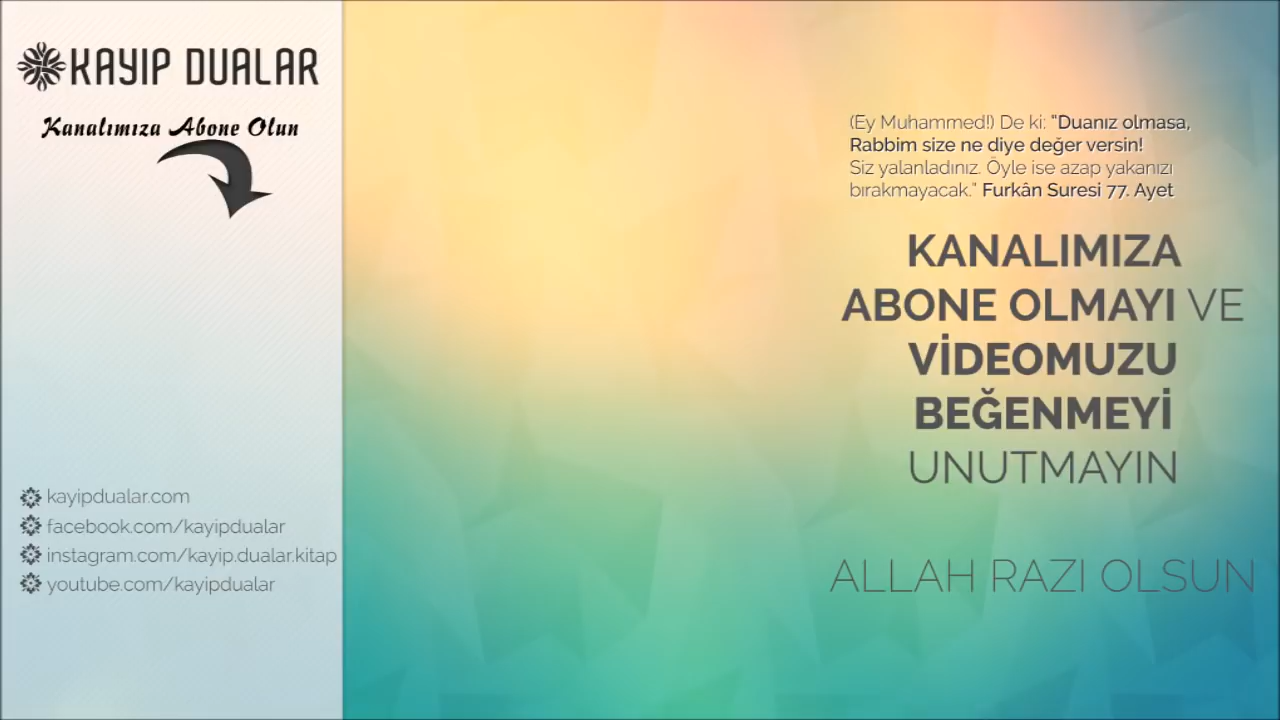 KAYIP DUALAR
Kanalımıza Abone Olun
(Ey Muhammed!) De ki: "Duanız olmasa,
Rabbim size ne diye değer versin!
Siz yalanladınız. Öyle ise azap yakanızı
bırakmayacak." Furkân Suresi 77. Ayet
KANALIMIZA
ABONE OLMAYI VE
VİDEOMUZU
BEĞENMEYİ
UNUTMAYIN
ALLAH RAZI OLSUN
kayipdualar.com
facebook.com/kayipdualar
instagram.com/kayip.dualar.kitap
youtube.com/kayipdualar